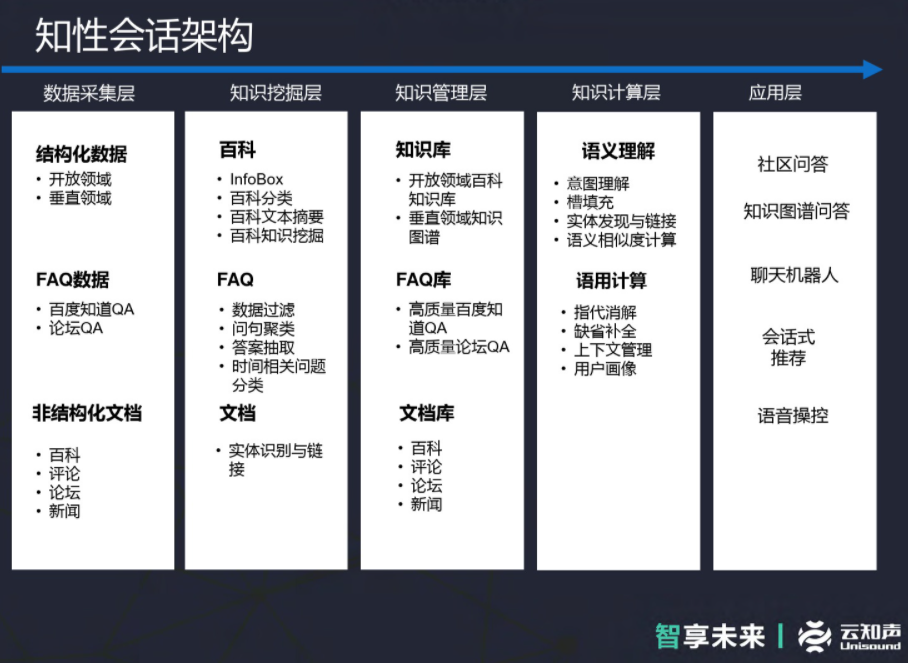 知性会话架构
数据采集层
知识挖掘层
知识管理层
知识计算层
应用层
结构化数据
• 开放领域
• 垂直领域
FAQ数据
• 百度知道QA
• 论坛QA
非结构化文档
• 百科
• 评论
• 论坛
• 新闻
百科
• InfoBox
• 百科分类
• 百科文本摘要
• 百科知识挖掘
FAQ
• 数据过滤
• 问句聚类
• 答案抽取
• 时间相关问题
分类
文档
• 实体识别与链
接
知识库
• 开放领域百科
知识库
• 垂直领域知识
图谱
FAQ库
• 高质量百度知
道QA
• 高质量论坛QA
文档库
• 百科
• 评论
• 论坛
• 新闻
语义理解
• 意图理解
• 槽填充
• 实体发现与链接
• 语义相似度计算
语用计算
• 指代消解
• 缺省补全
• 上下文管理
• 用户画像
社区问答
知识图谱问答
聊天机器人
会话式
推荐
语音操控
智享未来
云知声
Unisound